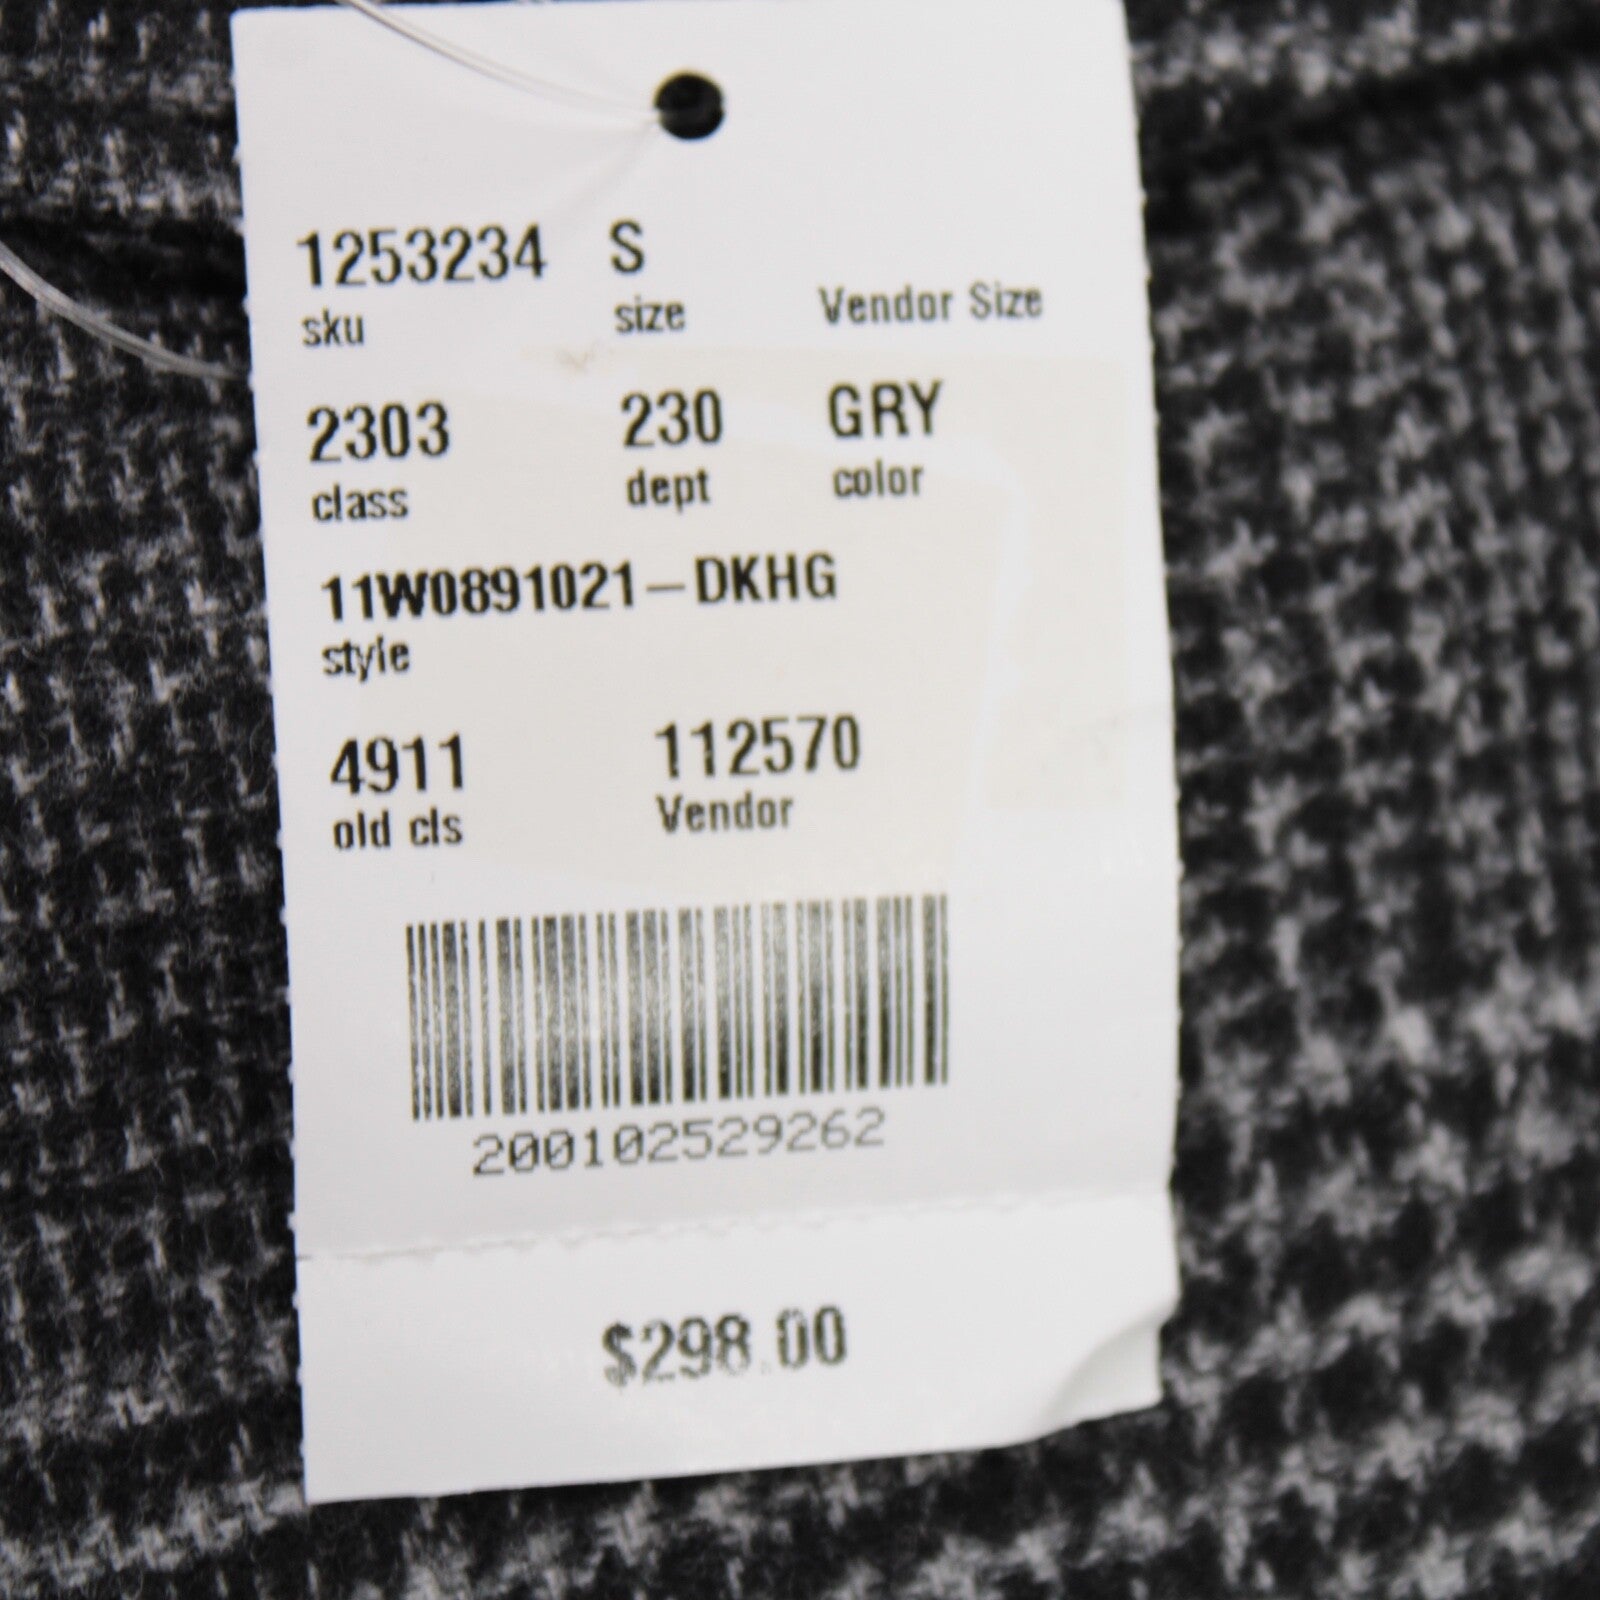 1253234 S
sku size Vendor Size
2303 230 GRY
class dept color
11W0891021-DKHG
style
4911 112570
old cls Vendor
200102529262
$298.00